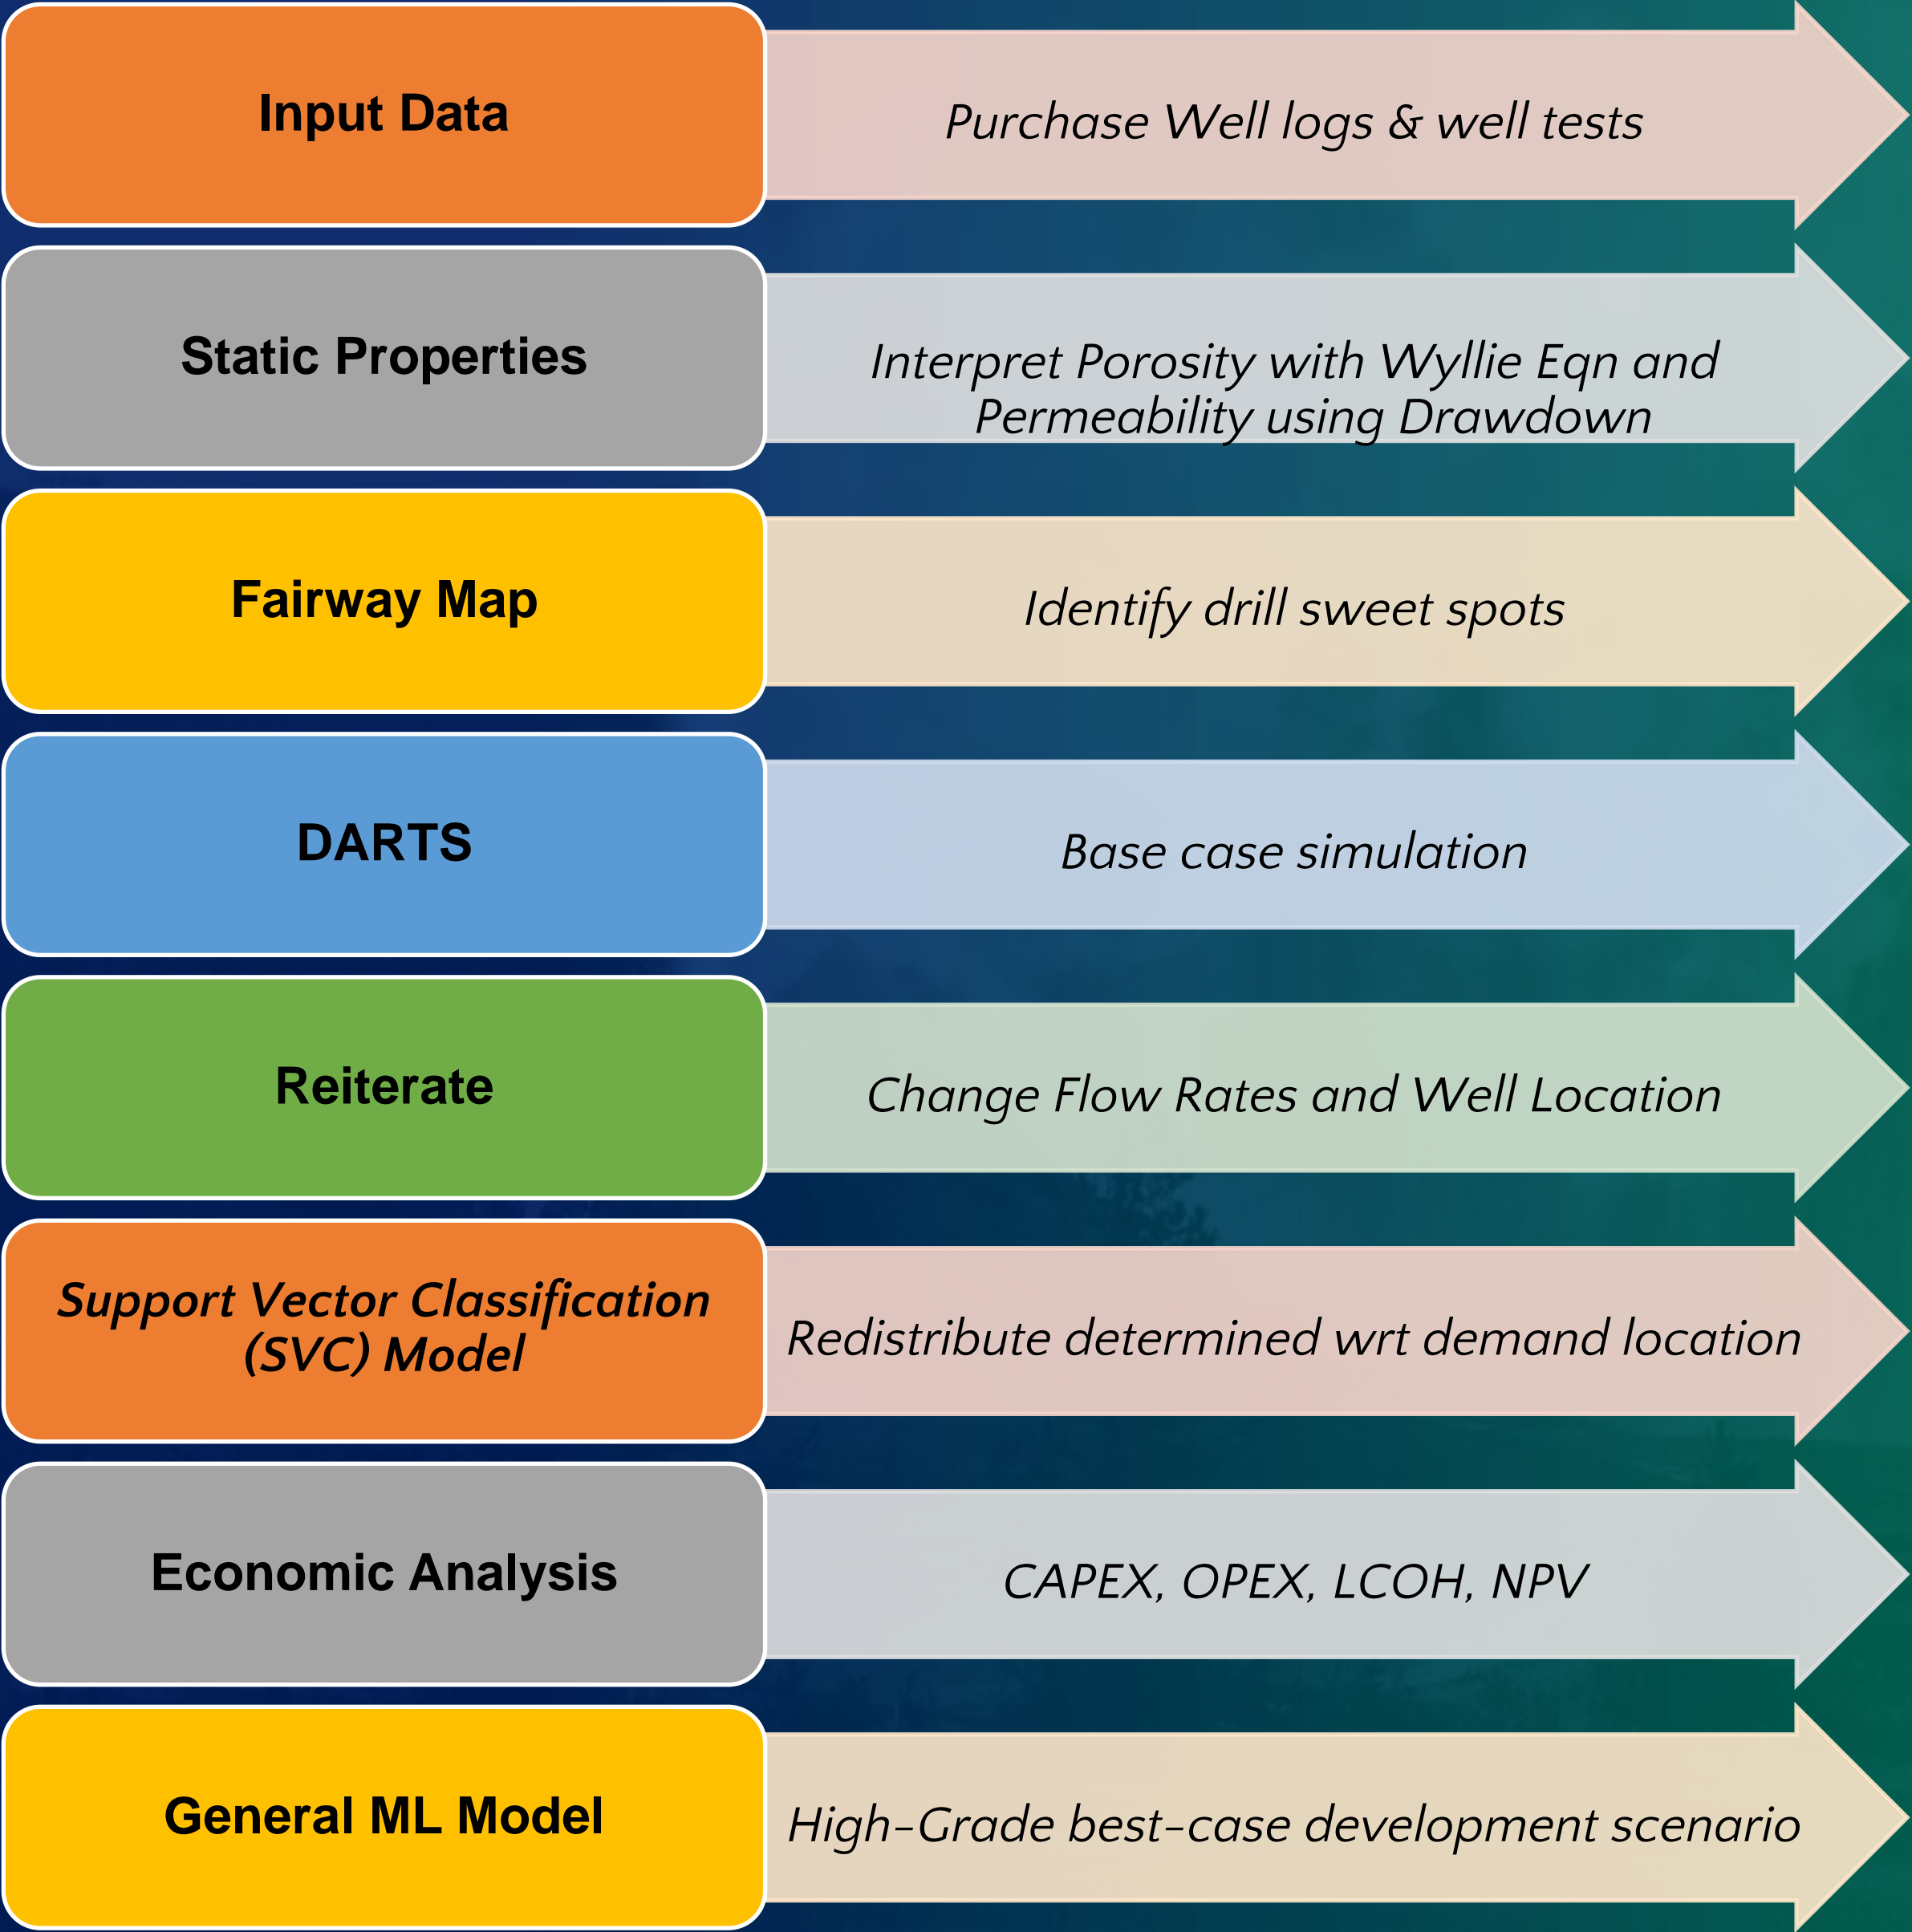 Input Data
Purchase Well logs & well tests
Static Properties
Interpret Porosity with Wyllie Eqn and
Permeability using Drawdown
Fairway Map
Identify drill sweet spots
DARTS
Base case simulation
Reiterate
Change Flow Rates and Well Location
Support Vector Classification
(SVC) Model
Redistribute determined wrt demand location
Economic Analysis
CAPEX, OPEX, LCOH, NPV
General ML Model
High-Grade best-case development scenario